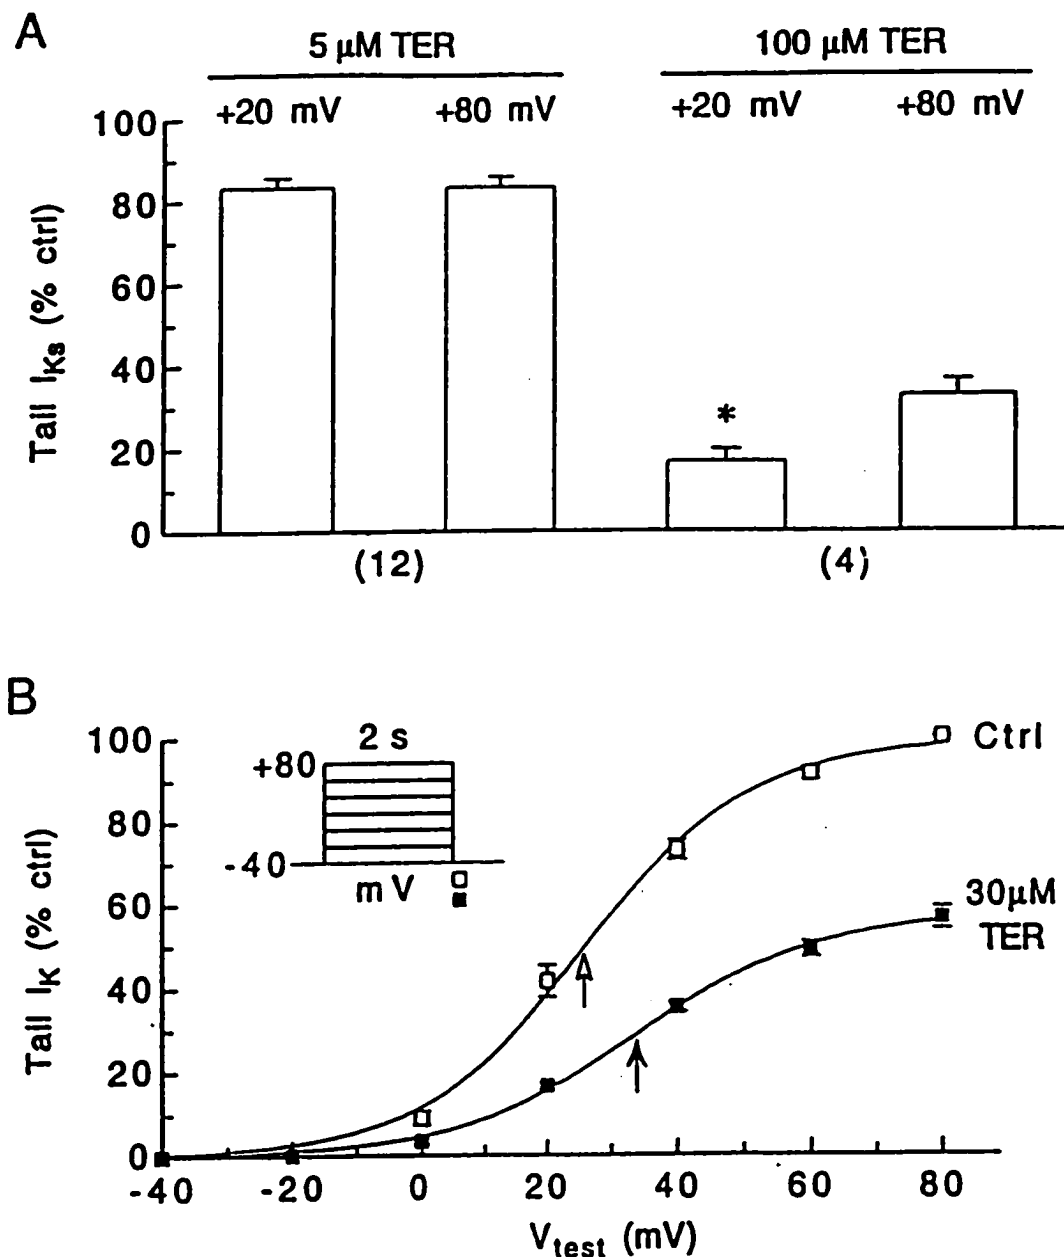 A
5 µM TER
100 µM TER
+20 mV
+80 mV
+20 mV
+80 mV
Tail I_Ks (% ctrl)
100
80
60
40
20
0
*
(12)
(4)
B
Tail I_K (% ctrl)
100
80
60
40
20
0
2 s
+80
-40
mV
Ctrl
30µM
TER
-40
-20
0
20
40
60
80
V_test (mV)